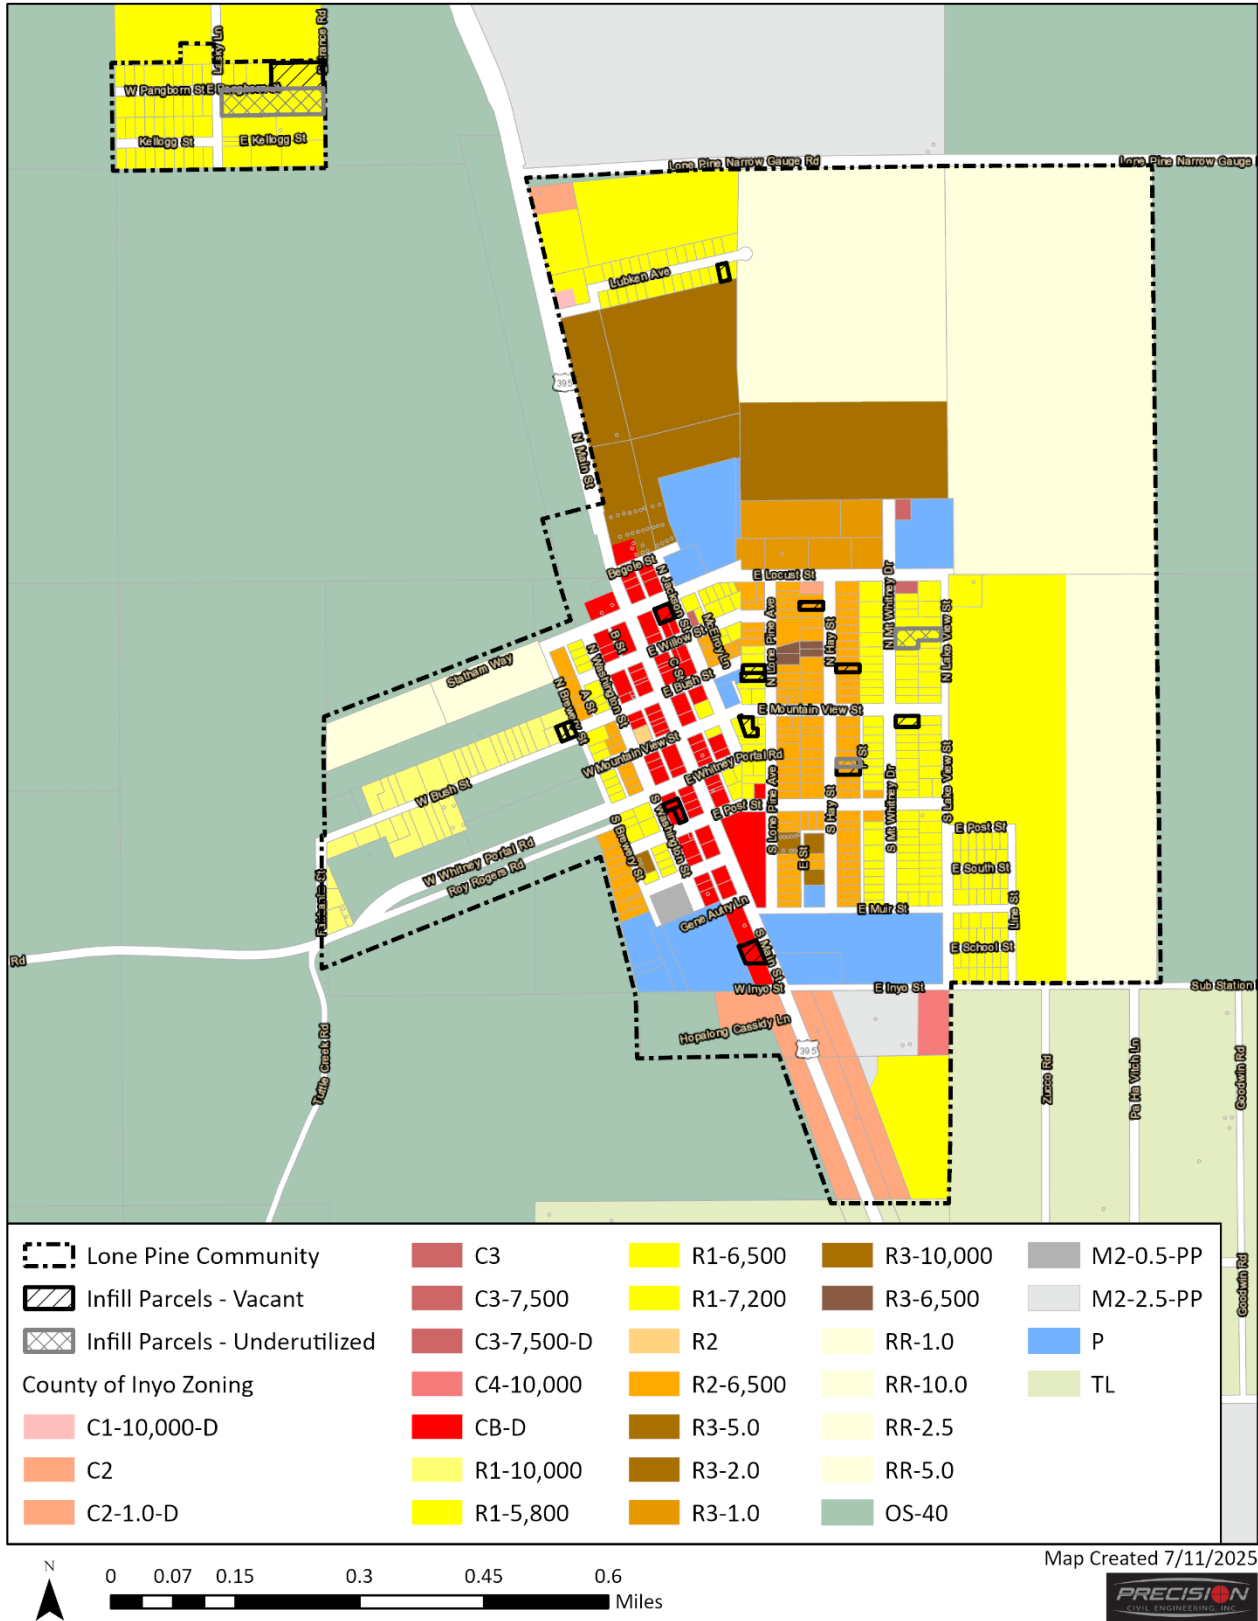 Lasky Ln
Entrance Rd
W Pangborn St
E Pangborn St
Kellogg St
E Kellogg St
Lone Pine Narrow Gauge Rd
Lone Pine Narrow Gauge
Lubken Ave
395
N Main St
Begole St
N Jackson St
E Locust St
N Mt Whitney Dr
N Lone Pine Ave
N Hay St
N Lake View St
E Willow St
McElroy Ln
B St
N Washington St
C St
E Bush St
Statham Way
N Brewery St
A St
E Mountain View St
W Mountain View St
E Whitney Portal Rd
W Bush St
S Washington St
E Post St
S Lone Pine Ave
S Hay St
S Mt Whitney Dr
S Lake View St
E Post St
S Brewery St
W Whitney Portal Rd
Roy Rogers Rd
E St
E South St
Line St
Gene Autry Ln
E Muir St
S Main St
E School St
Rd
W Inyo St
E Inyo St
Sub Station
Hopalong Cassidy Ln
395
Tuttle Creek Rd
Zucco Rd
Pa Ha Vitch Ln
Goodwin Rd
Goodwin Rd
Lone Pine Community
Infill Parcels - Vacant
Infill Parcels - Underutilized
County of Inyo Zoning
C1-10,000-D
C2
C2-1.0-D
C3
C3-7,500
C3-7,500-D
C4-10,000
CB-D
R1-10,000
R1-5,800
R1-6,500
R1-7,200
R2
R2-6,500
R3-5.0
R3-2.0
R3-1.0
R3-10,000
R3-6,500
RR-1.0
RR-10.0
RR-2.5
RR-5.0
OS-40
M2-0.5-PP
M2-2.5-PP
P
TL
N
0 0.07 0.15 0.3 0.45 0.6
Miles
Map Created 7/11/2025
PRECISION
CIVIL ENGINEERING, INC